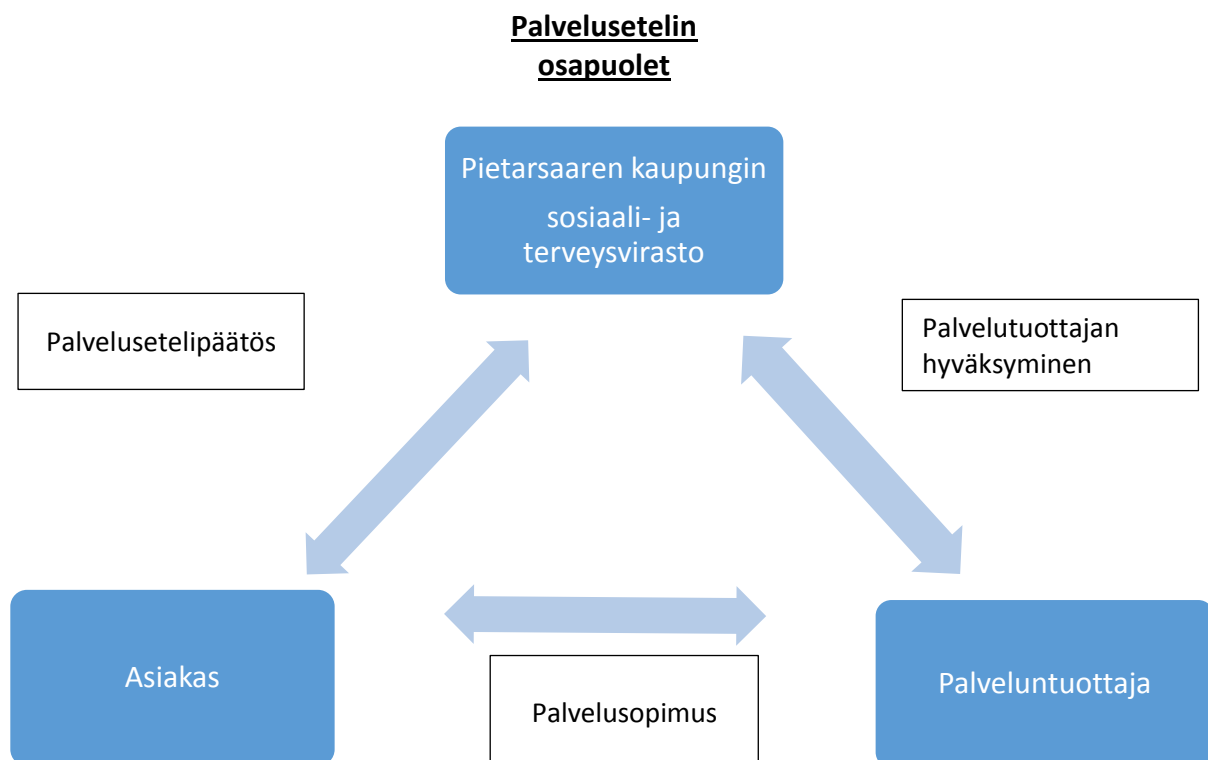 Palvelusetelin
osapuolet
Pietarsaaren kaupungin
sosiaali- ja
terveysvirasto
Palvelusetelipäätös
Palvelutuottajan
hyväksyminen
Asiakas
Palvelusopimus
Palveluntuottaja